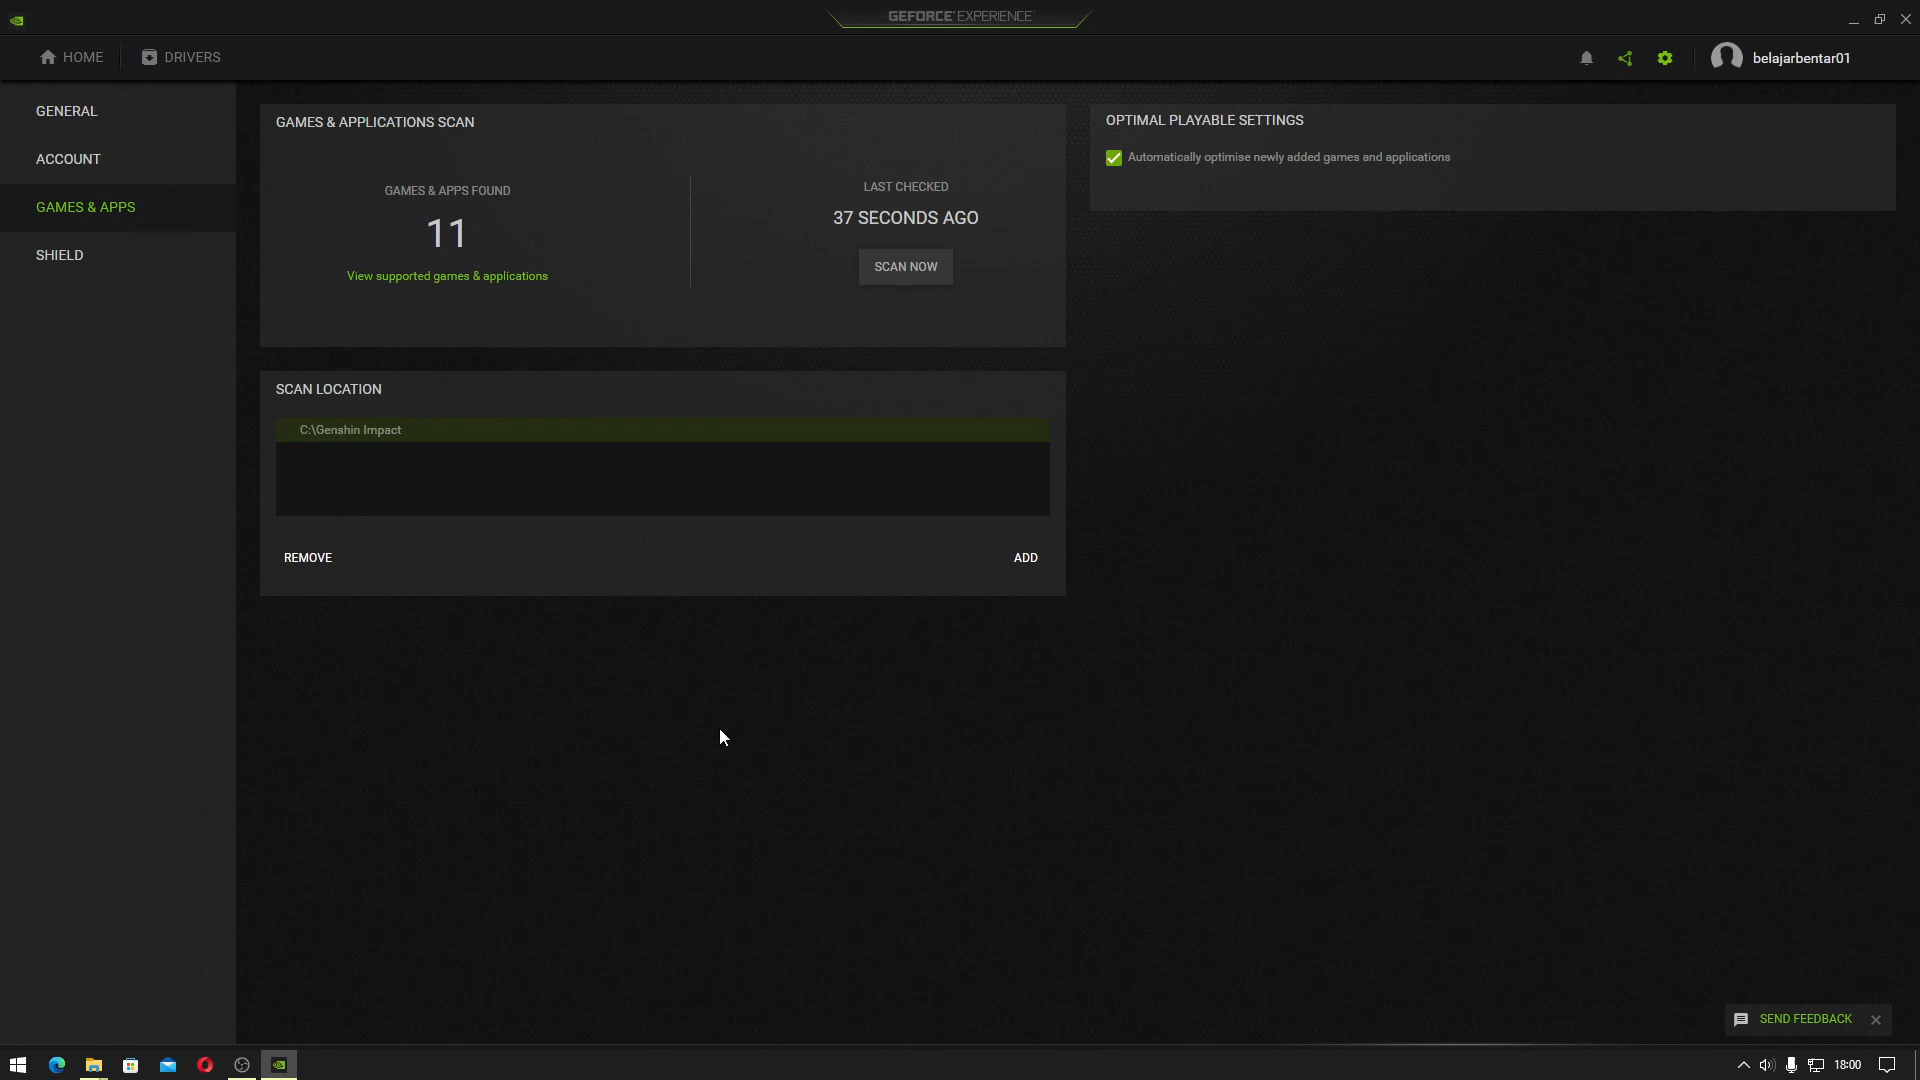 GEFORCE® EXPERIENCE™
HOME
DRIVERS
belajarbentar01
GENERAL
ACCOUNT
GAMES & APPS
SHIELD
GAMES & APPLICATIONS SCAN
GAMES & APPS FOUND
11
View supported games & applications
LAST CHECKED
37 SECONDS AGO
SCAN NOW
SCAN LOCATION
C:\Genshin Impact
REMOVE
ADD
OPTIMAL PLAYABLE SETTINGS
Automatically optimise newly added games and applications
SEND FEEDBACK
18:00